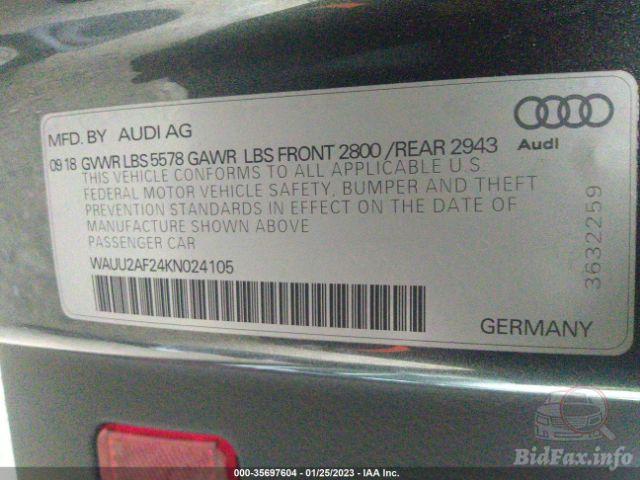 MFD. BY AUDI AG
09 18 GVWR LBS 5578 GAWR LBS FRONT 2800 / REAR 2943
THIS VEHICLE CONFORMS TO ALL APPLICABLE U.S
FEDERAL MOTOR VEHICLE SAFETY, BUMPER AND THEFT
PREVENTION STANDARDS IN EFFECT ON THE DATE OF
MANUFACTURE SHOWN ABOVE
PASSENGER CAR
WAUU2AF24KN024105
Audi
3632259
GERMANY
000-35697604 - 01/25/2023 - IAA Inc.
BidFax.info